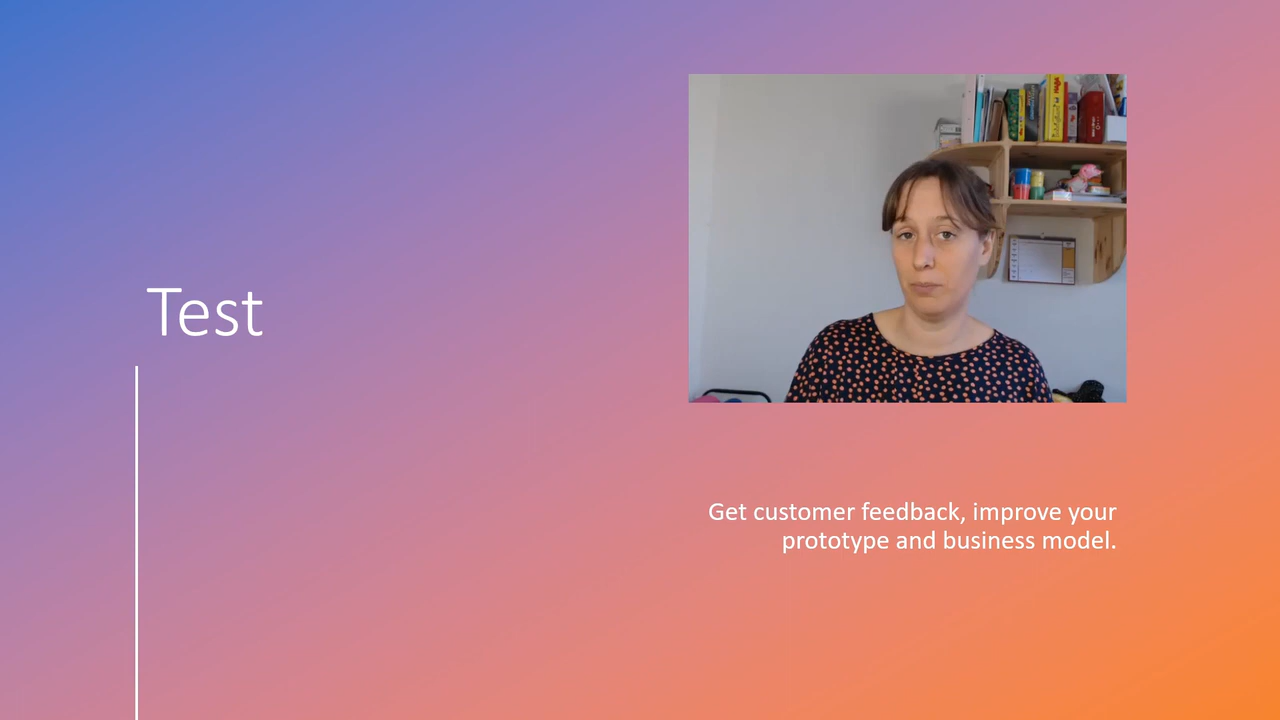 Test
Get customer feedback, improve your
prototype and business model.